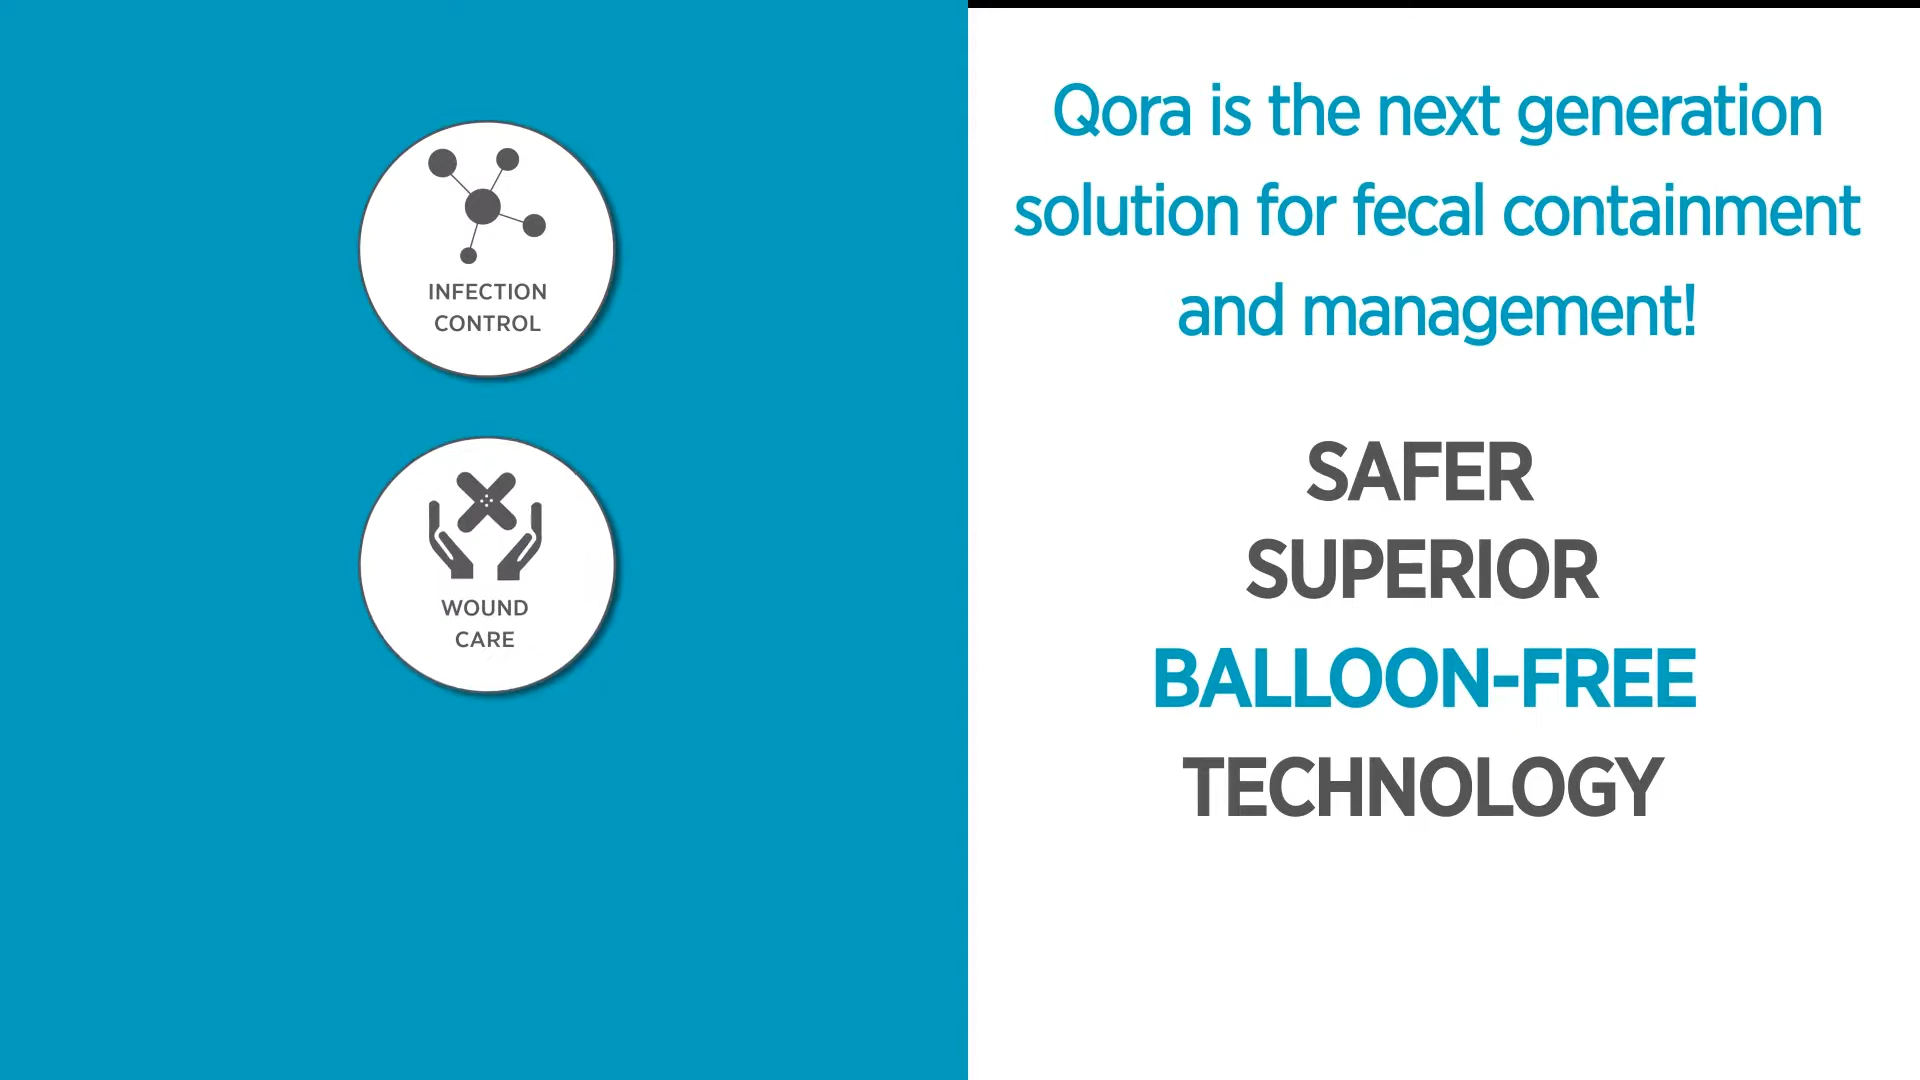 INFECTION
CONTROL
WOUND
CARE
Qora is the next generation
solution for fecal containment
and management!
SAFER
SUPERIOR
BALLOON-FREE
TECHNOLOGY